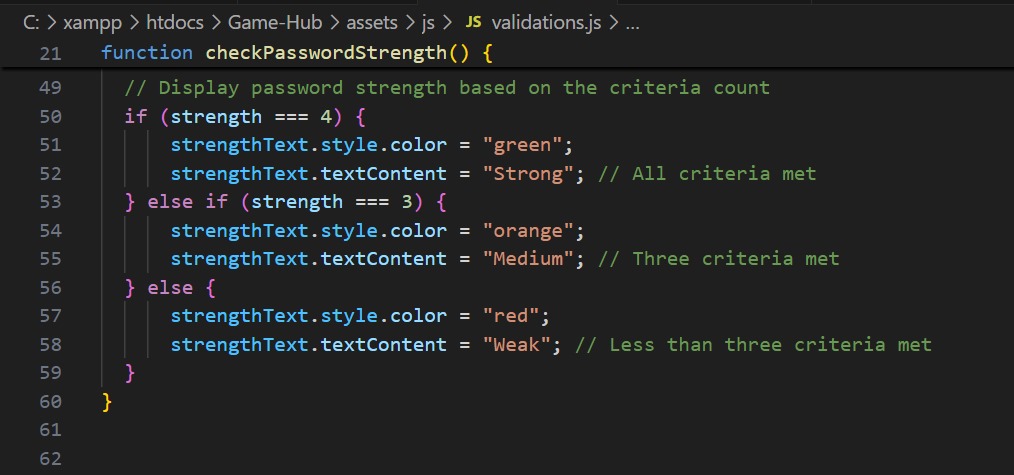 C: > xampp > htdocs > Game-Hub > assets > js > JS validations.js > ...
21 function checkPasswordStrength() {
49 // Display password strength based on the criteria count
50 if (strength === 4) {
51 strengthText.style.color = "green";
52 strengthText.textContent = "Strong"; // All criteria met
53 } else if (strength === 3) {
54 strengthText.style.color = "orange";
55 strengthText.textContent = "Medium"; // Three criteria met
56 } else {
57 strengthText.style.color = "red";
58 strengthText.textContent = "Weak"; // Less than three criteria met
59 }
60 }
61
62